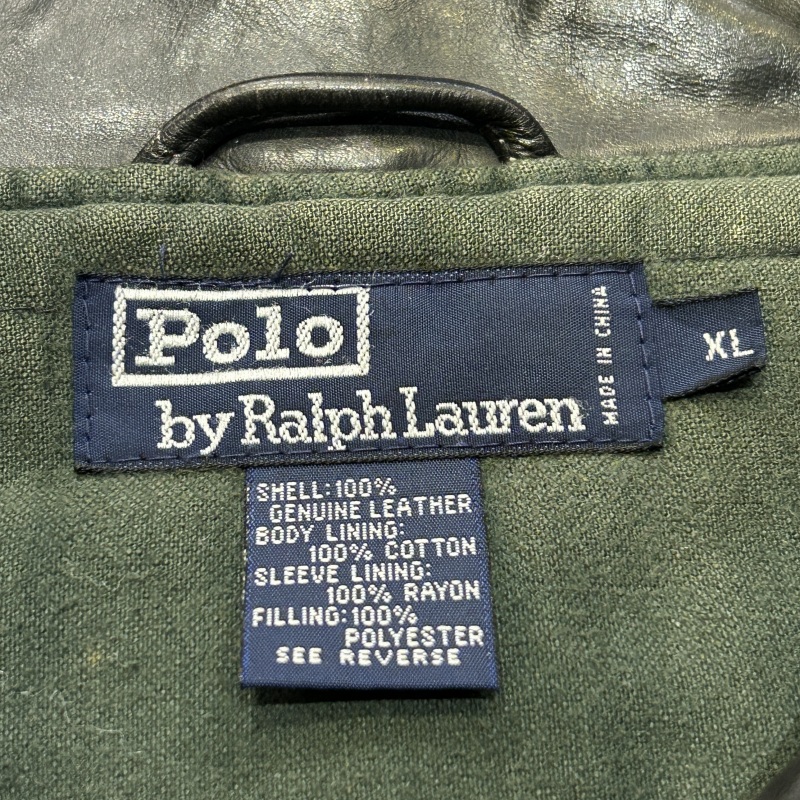 Polo
by Ralph Lauren
MADE IN CHINA
XL
SHELL:100%
GENUINE LEATHER
BODY LINING:
100% COTTON
SLEEVE LINING:
100% RAYON
FILLING:100%
POLYESTER
SEE REVERSE